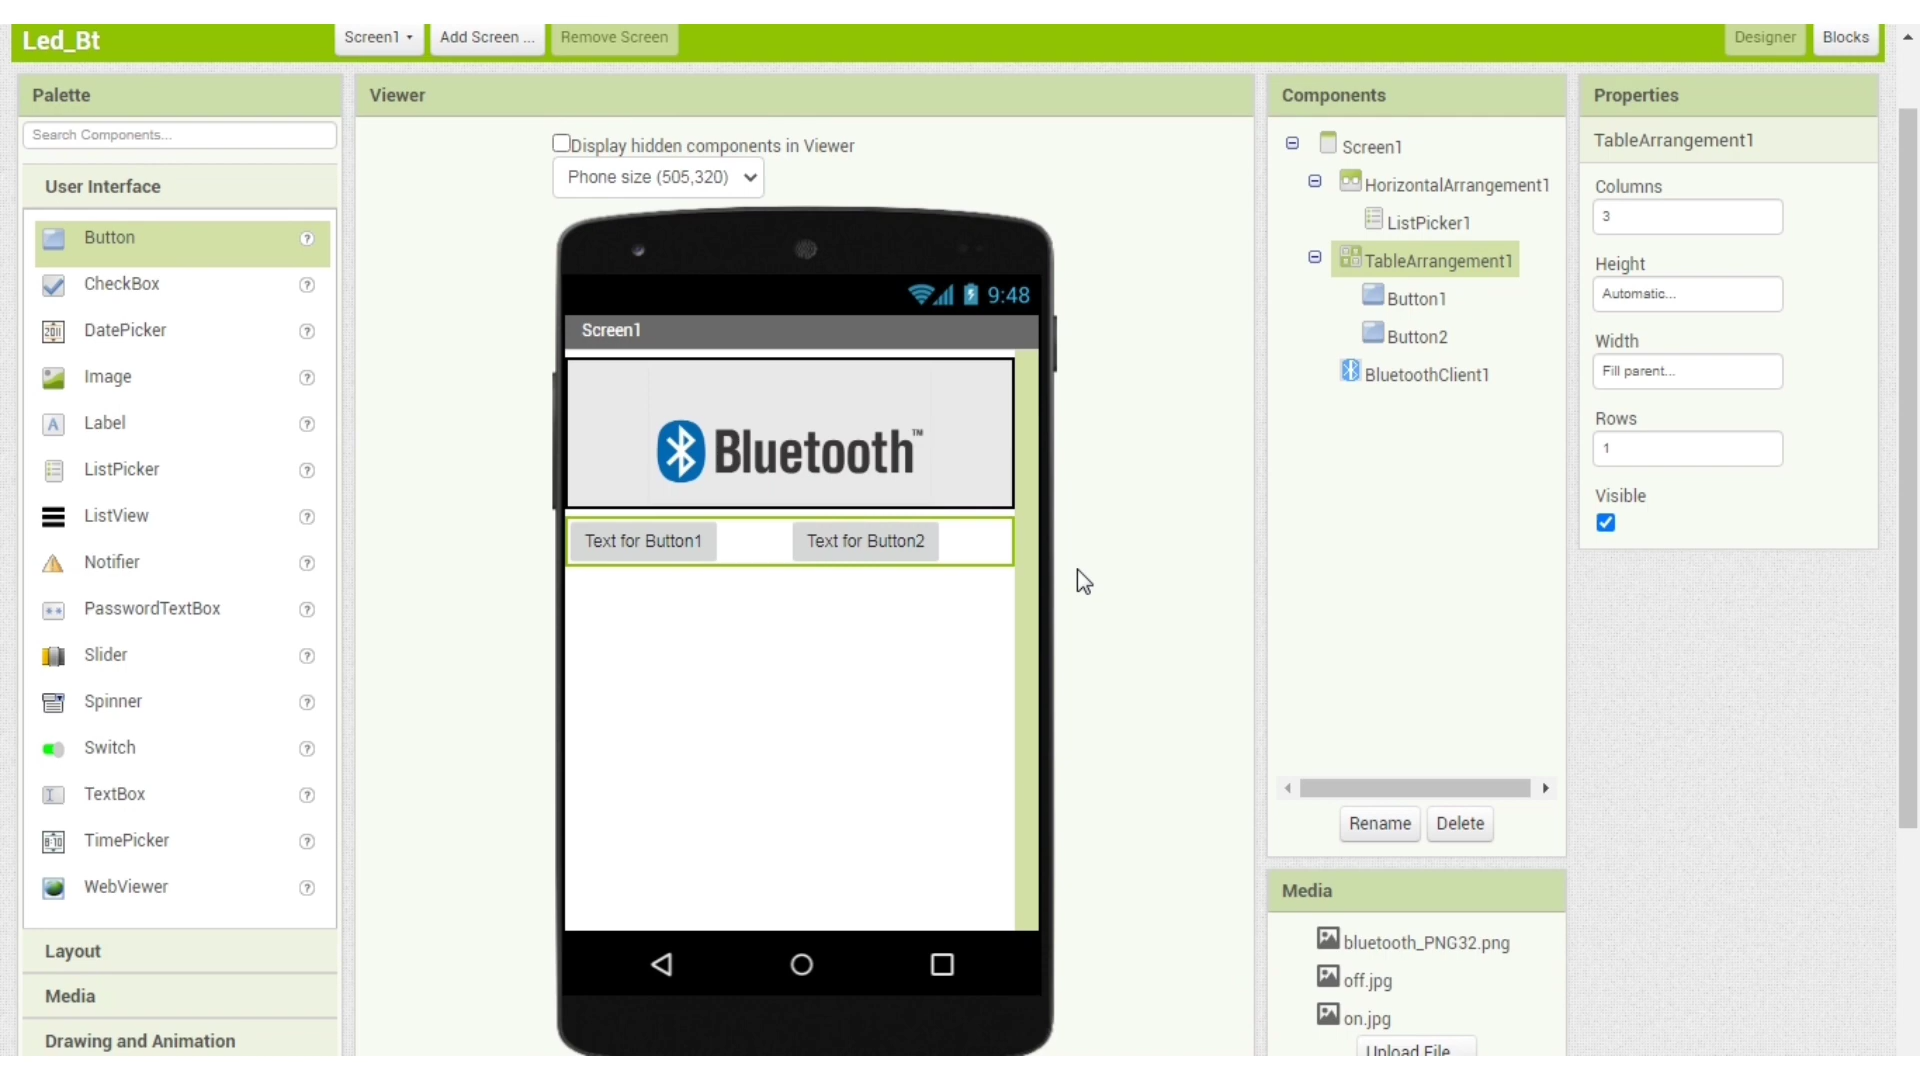 Led_Bt
Screen1
Add Screen ...
Remove Screen
Designer
Blocks
Palette
Search Components...
User Interface
Button
?
CheckBox
?
DatePicker
?
Image
?
Label
?
ListPicker
?
ListView
?
Notifier
?
PasswordTextBox
?
Slider
?
Spinner
?
Switch
?
TextBox
?
TimePicker
?
WebViewer
?
Layout
Media
Drawing and Animation
Viewer
Display hidden components in Viewer
Phone size (505,320)
9:48
Screen1
Bluetooth™
Text for Button1
Text for Button2
Components
Screen1
HorizontalArrangement1
ListPicker1
TableArrangement1
Button1
Button2
BluetoothClient1
Rename
Delete
Media
bluetooth_PNG32.png
off.jpg
on.jpg
Upload File
Properties
TableArrangement1
Columns
3
Height
Automatic...
Width
Fill parent...
Rows
1
Visible